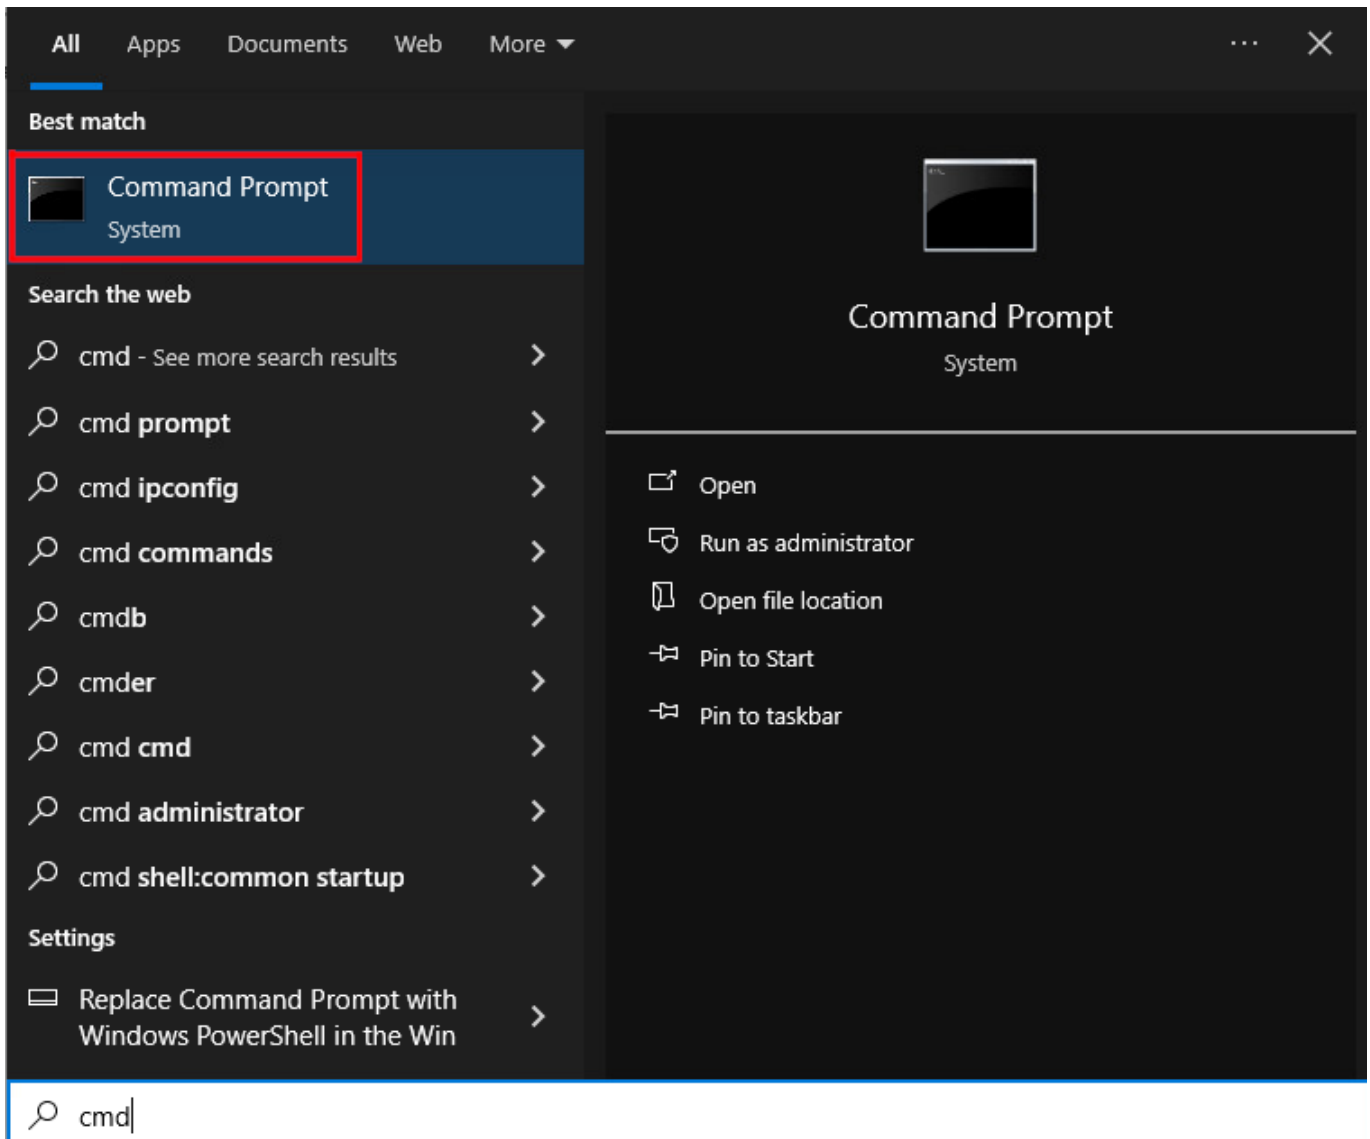 All Apps Documents Web More
Best match
Command Prompt
System
Search the web
cmd - See more search results
cmd prompt
cmd ipconfig
cmd commands
cmdb
cmder
cmd cmd
cmd administrator
cmd shell:common startup
Settings
Replace Command Prompt with
Windows PowerShell in the Win
Command Prompt
System
Open
Run as administrator
Open file location
Pin to Start
Pin to taskbar
cmd